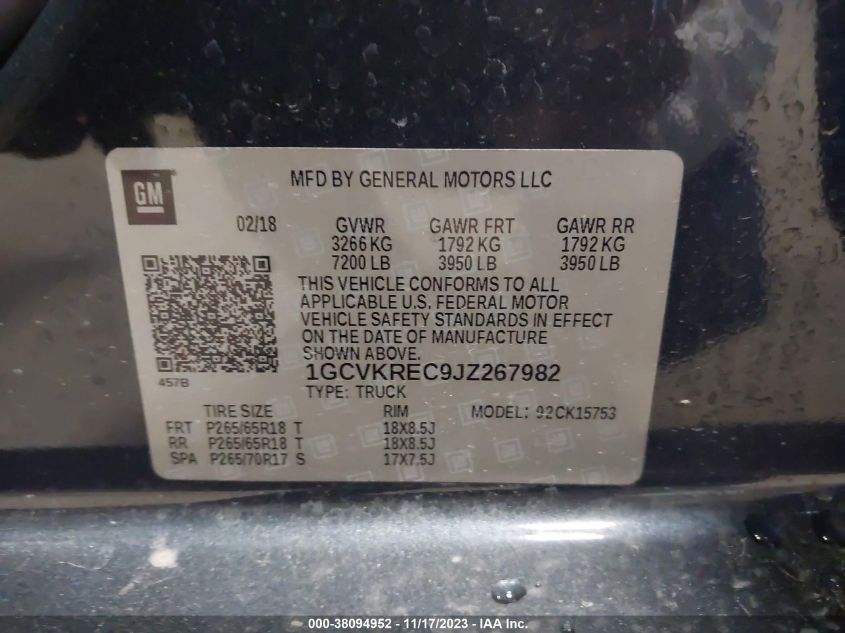 GM
MFD BY GENERAL MOTORS LLC
02/18 GVWR GAWR FRT GAWR RR
3266 KG 1792 KG 1792 KG
7200 LB 3950 LB 3950 LB
THIS VEHICLE CONFORMS TO ALL
APPLICABLE U.S. FEDERAL MOTOR
VEHICLE SAFETY STANDARDS IN EFFECT
ON THE DATE OF MANUFACTURE
SHOWN ABOVE.
457B
1GCVKREC9JZ267982
TYPE: TRUCK
TIRE SIZE RIM MODEL: 92CK15753
FRT P265/65R18 T 18X8.5J
RR P265/65R18 T 18X8.5J
SPA P265/70R17 S 17X7.5J
000-38094952 - 11/17/2023 - IAA Inc.